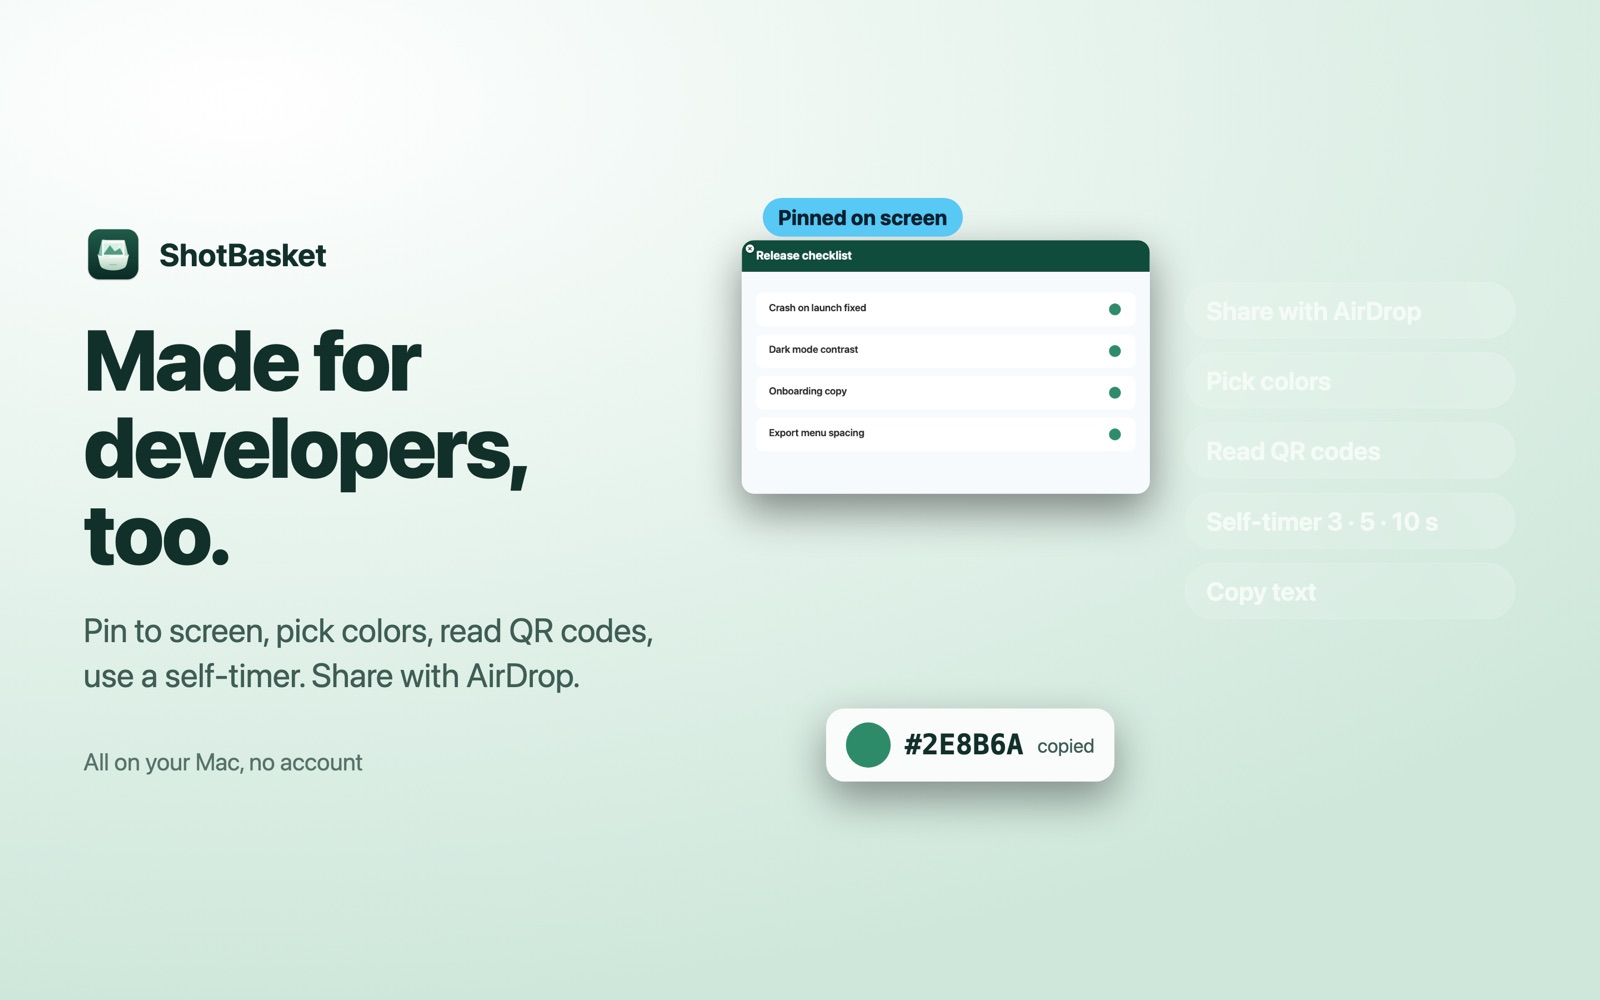 ShotBasket
Made for
developers,
too.
Pin to screen, pick colors, read QR codes,
use a self-timer. Share with AirDrop.
All on your Mac, no account
Pinned on screen
Release checklist
Crash on launch fixed
Dark mode contrast
Onboarding copy
Export menu spacing
#2E8B6A copied
Share with AirDrop
Pick colors
Read QR codes
Self-timer 3 · 5 · 10 s
Copy text